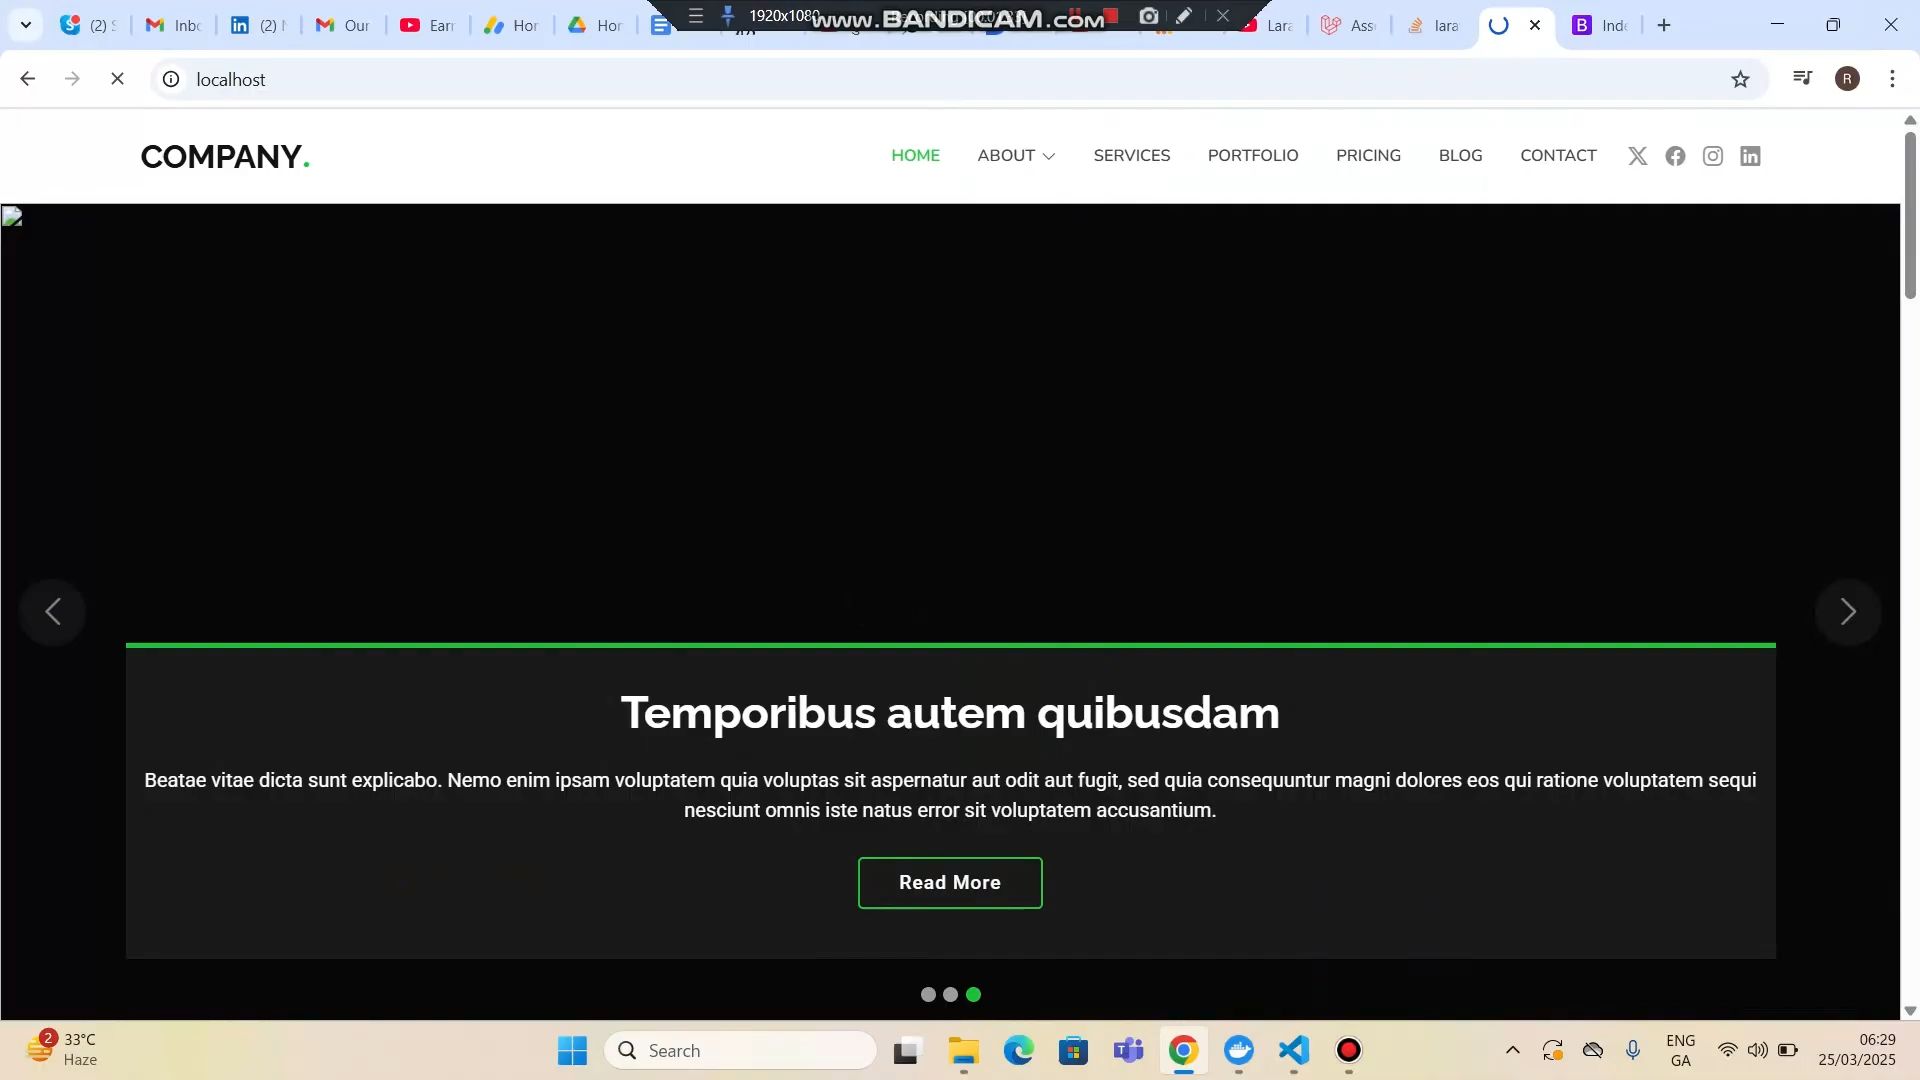 (2)
Inbo
(2)
Our
Earn
Hor
Hor
1920x1080
www.BANDICAM.com
Lara
Ass
lara
Inde
localhost
COMPANY.
HOME
ABOUT
SERVICES
PORTFOLIO
PRICING
BLOG
CONTACT
Temporibus autem quibusdam
Beatae vitae dicta sunt explicabo. Nemo enim ipsam voluptatem quia voluptas sit aspernatur aut odit aut fugit, sed quia consequuntur magni dolores eos qui ratione voluptatem sequi
nesciunt omnis iste natus error sit voluptatem accusantium.
Read More
2
33°C
Haze
Search
ENG
GA
06:29
25/03/2025
R